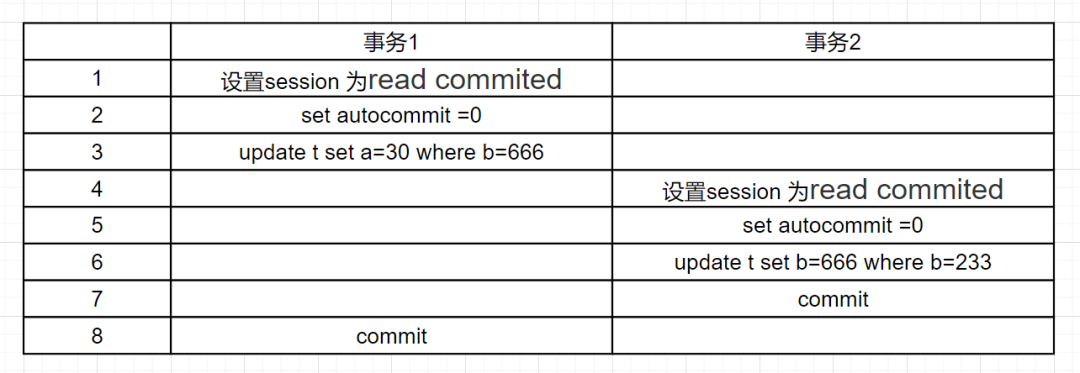 事务1 事务2
1 设置session 为read commited
2 set autocommit =0
3 update t set a=30 where b=666
4 设置session 为read commited
5 set autocommit =0
6 update t set b=666 where b=233
7 commit
8 commit